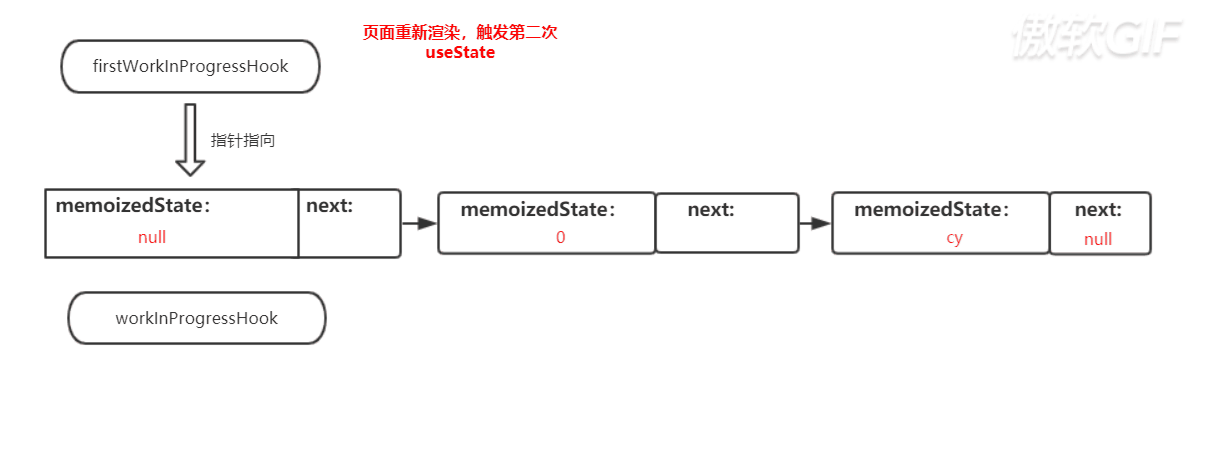 页面重新渲染，触发第二次
useState
傲软GIF
firstWorkInProgressHook
指针指向
memoizedState：
next:
memoizedState：
next:
memoizedState：
next:
null
0
cy
null
workInProgressHook